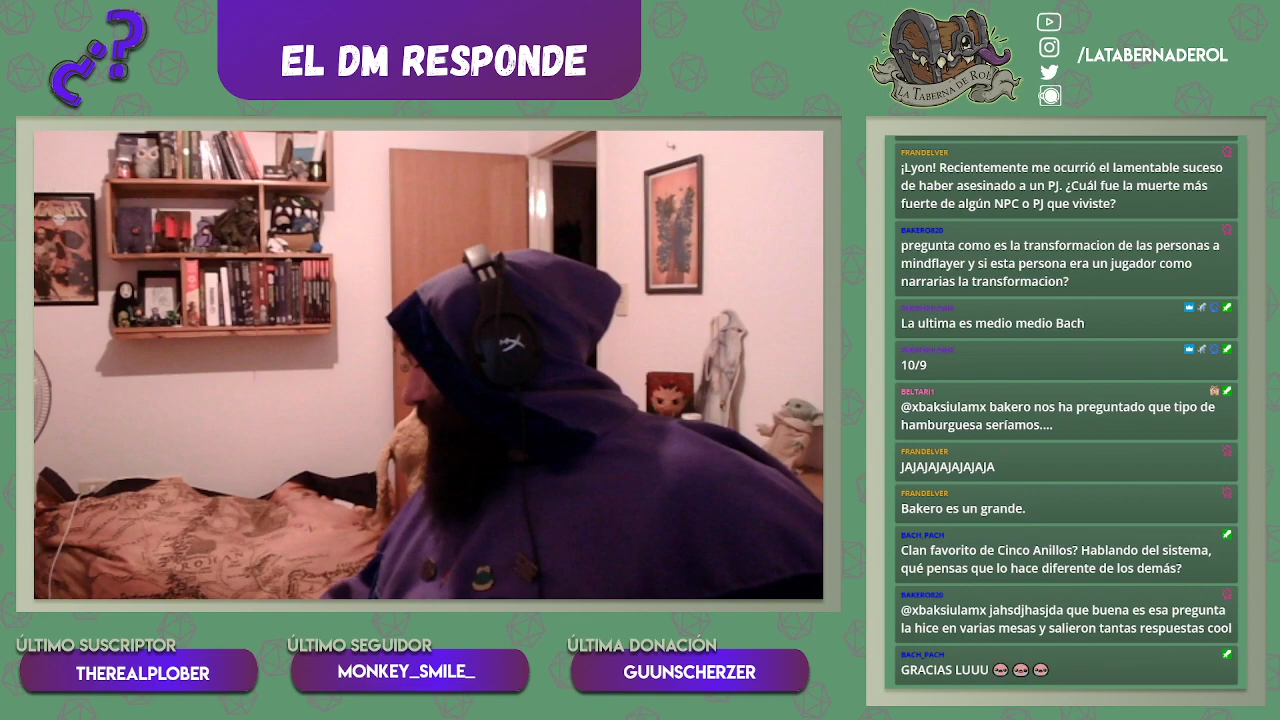 EL DM RESPONDE
LA TABERNA DE ROL
/LATABERNADEROL
FRANDELVER
¡Lyon! Recientemente me ocurrió el lamentable suceso
de haber asesinado a un PJ. ¿Cuál fue la muerte más
fuerte de algún NPC o PJ que viviste?
BAKERO820
pregunta como es la transformacion de las personas a
mindflayer y si esta persona era un jugador como
narrarias la transformacion?
La ultima es medio medio Bach
10/9
BELTARI1
@xbaksiulamx bakero nos ha preguntado que tipo de
hamburguesa seríamos....
FRANDELVER
JAJAJAJAJAJAJAJA
FRANDELVER
Bakero es un grande.
BACH_PACH
Clan favorito de Cinco Anillos? Hablando del sistema,
qué pensas que lo hace diferente de los demás?
BAKERO820
@xbaksiulamx jahsdjhasjda que buena es esa pregunta
la hice en varias mesas y salieron tantas respuestas cool
BACH_PACH
GRACIAS LUUU
ÚLTIMO SUSCRIPTOR
THEREALPLOBER
ÚLTIMO SEGUIDOR
MONKEY_SMILE_
ÚLTIMA DONACIÓN
GUUNSCHERZER